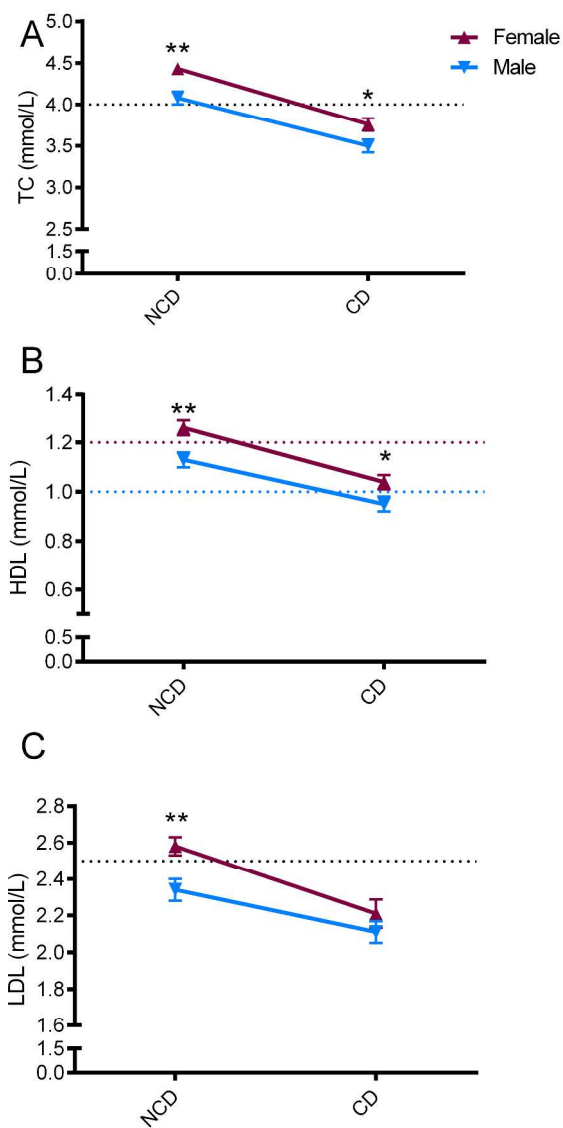 A
5.0
Female
**
4.5
Male
*
4.0
TC (mmol/L)
3.5
3.0
2.5
1.5
0.0
NCD
CD
B
1.4
**
1.2
*
HDL (mmol/L)
1.0
0.8
0.6
0.5
0.0
NCD
CD
C
2.8
**
2.6
2.4
LDL (mmol/L)
2.2
2.0
1.8
1.6
1.5
0.0
NCD
CD